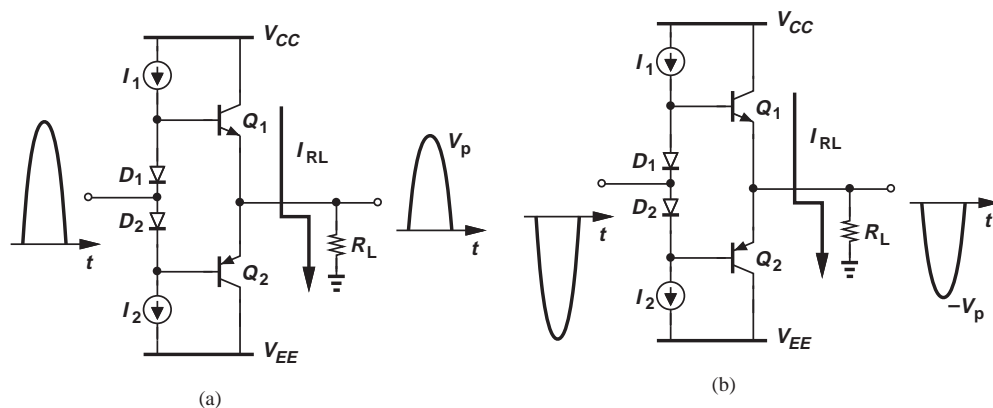 V_CC
I_1
Q_1
I_RL
V_p
D_1
D_2
t
t
R_L
Q_2
I_2
V_EE
(a)
V_CC
I_1
Q_1
I_RL
D_1
D_2
t
t
R_L
Q_2
–V_p
I_2
V_EE
(b)